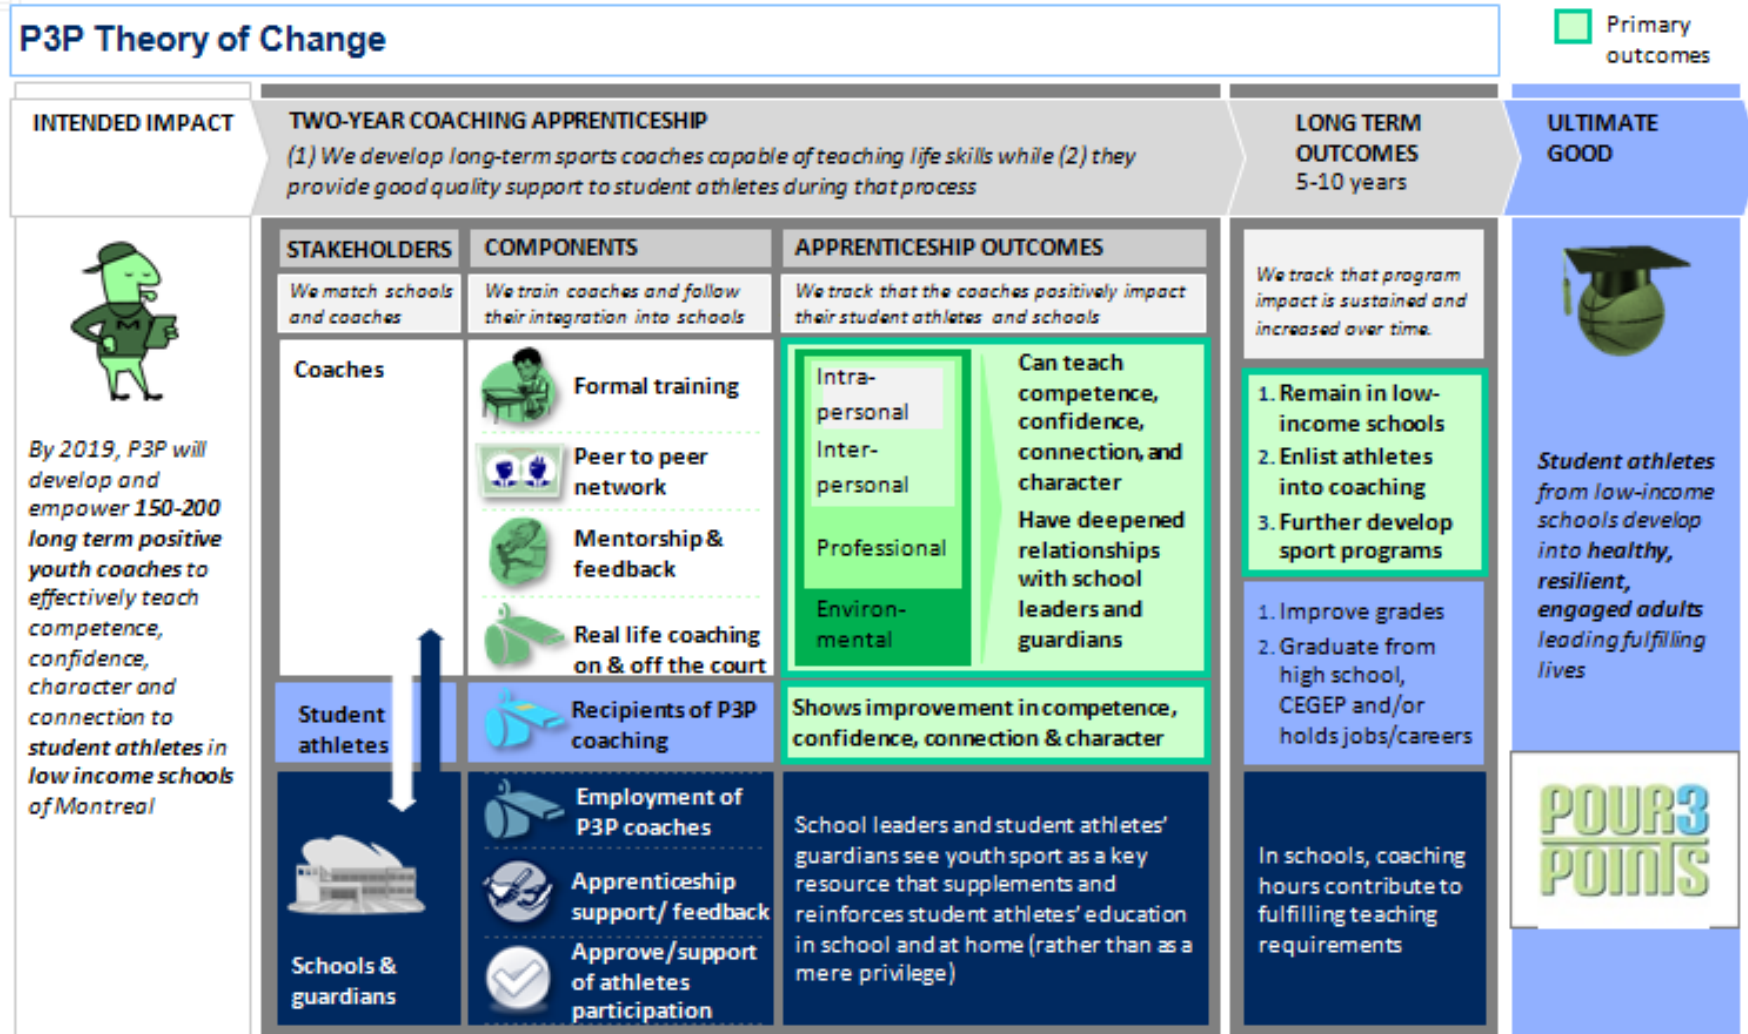 P3P Theory of Change
Primary
outcomes
INTENDED IMPACT
TWO-YEAR COACHING APPRENTICESHIP
(1) We develop long-term sports coaches capable of teaching life skills while (2) they
provide good quality support to student athletes during that process
LONG TERM
OUTCOMES
5-10 years
ULTIMATE
GOOD
By 2019, P3P will
develop and
empower 150-200
long term positive
youth coaches to
effectively teach
competence,
confidence,
character and
connection to
student athletes in
low income schools
of Montreal
STAKEHOLDERS
We match schools
and coaches
Coaches
Student
athletes
Schools &
guardians
COMPONENTS
We train coaches and follow
their integration into schools
Formal training
Peer to peer
network
Mentorship &
feedback
Real life coaching
on & off the court
Recipients of P3P
coaching
Employment of
P3P coaches
Apprenticeship
support/ feedback
Approve/support
of athletes
participation
APPRENTICESHIP OUTCOMES
We track that the coaches positively impact
their student athletes and schools
Intra-
personal
Inter-
personal
Professional
Environ-
mental
Can teach
competence,
confidence,
connection, and
character
Have deepened
relationships
with school
leaders and
guardians
Shows improvement in competence,
confidence, connection & character
School leaders and student athletes'
guardians see youth sport as a key
resource that supplements and
reinforces student athletes' education
in school and at home (rather than as a
mere privilege)
We track that program
impact is sustained and
increased over time.
1. Remain in low-
income schools
2. Enlist athletes
into coaching
3. Further develop
sport programs
1. Improve grades
2. Graduate from
high school,
CEGEP and/or
holds jobs/careers
In schools, coaching
hours contribute to
fulfilling teaching
requirements
Student athletes
from low-income
schools develop
into healthy,
resilient,
engaged adults
leading fulfilling
lives
POUR3
POINTS
M